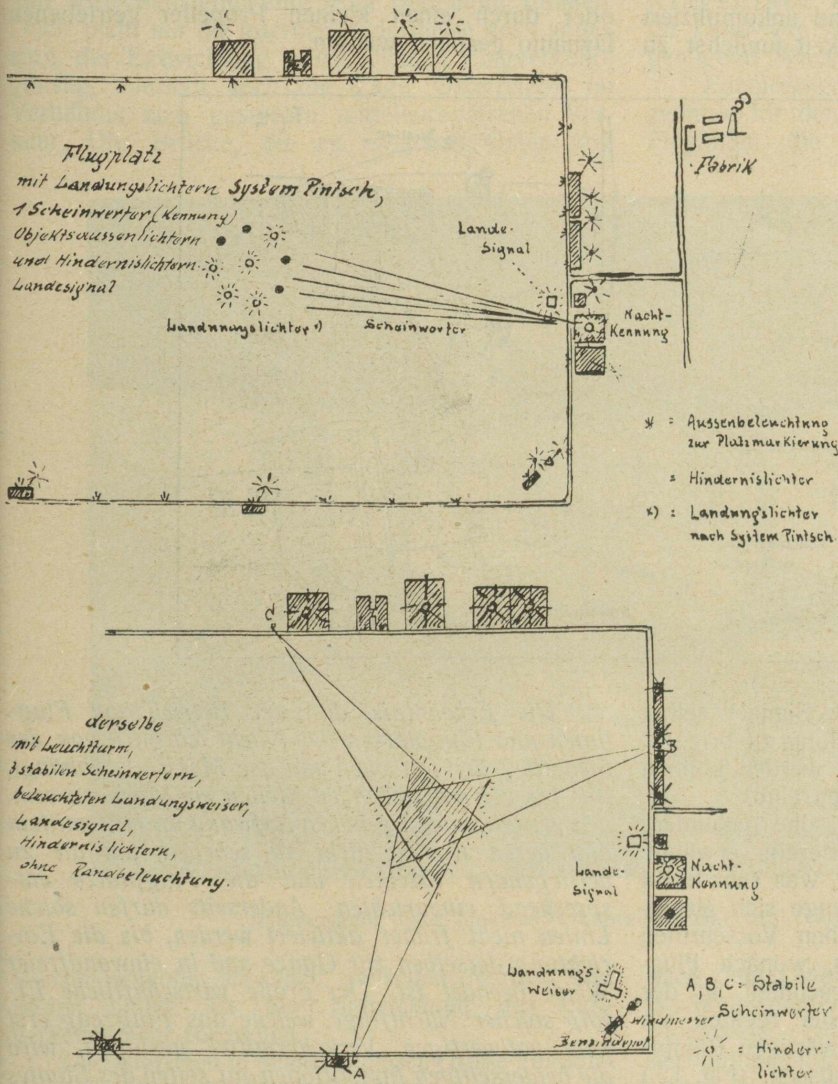 Flugplatz
mit Landungslichtern System Pintsch,
1 Scheinwerfer (Kennung)
Objektsaussenlichtern
und Hindernislichtern
Landesignal
Landungslichter *)
Scheinwerfer
Lande-
Signal
Fabrik
Nacht-
Kennung
* = Aussenbeleuchtung
zur Platzmarkierung
= Hindernislichter
x) = Landungslichter
nach System Pintsch
derselbe
mit Leuchtturm,
3 stabilen Scheinwerfern,
beleuchteten Landungsweiser,
Landesignal,
Hindernislichtern,
ohne Randbeleuchtung.
C
B
A
Lande-
Signal
Nacht-
Kennung
Landungs-
weiser
Windmesser
Benzindepot
A, B, C = Stabile
Scheinwerfer
= Hinder
lichter